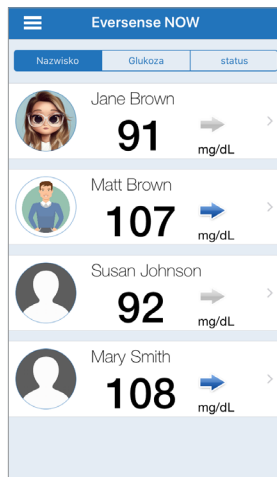 Eversense NOW
Nazwisko Glukoza status
Jane Brown
91
mg/dL
Matt Brown
107
mg/dL
Susan Johnson
92
mg/dL
Mary Smith
108
mg/dL